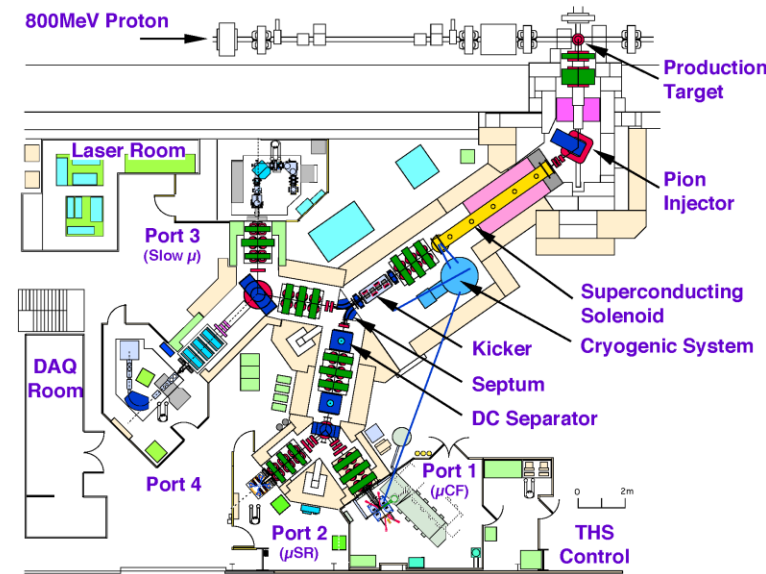 800MeV Proton
Production
Target
Laser Room
Pion
Injector
Port 3
(Slow μ)
Superconducting
Solenoid
Kicker
Cryogenic System
DAQ
Room
Septum
DC Separator
Port 4
Port 1
(μCF)
Port 2
(μSR)
0 2m
THS
Control